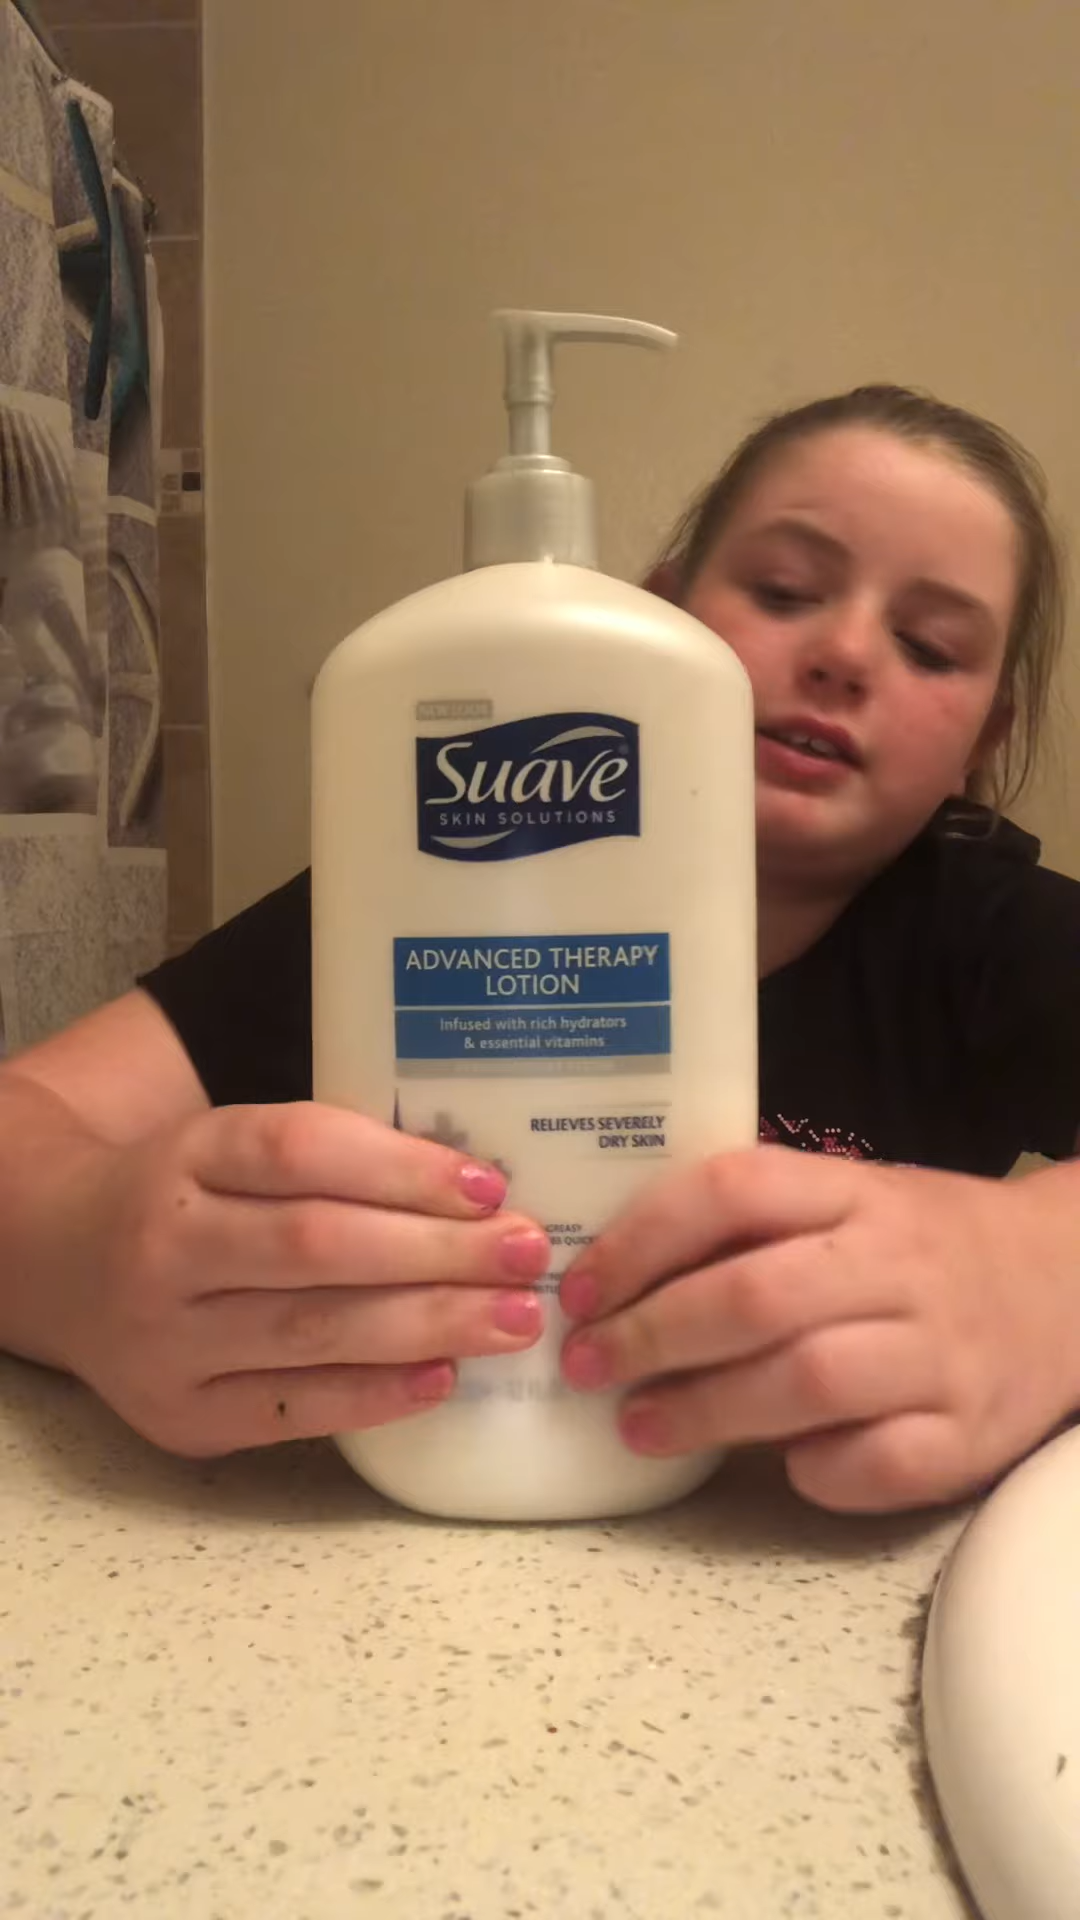 NEW LOOK
Suave®
SKIN SOLUTIONS
ADVANCED THERAPY
LOTION
Infused with rich hydrators
& essential vitamins
RELIEVES SEVERELY
DRY SKIN